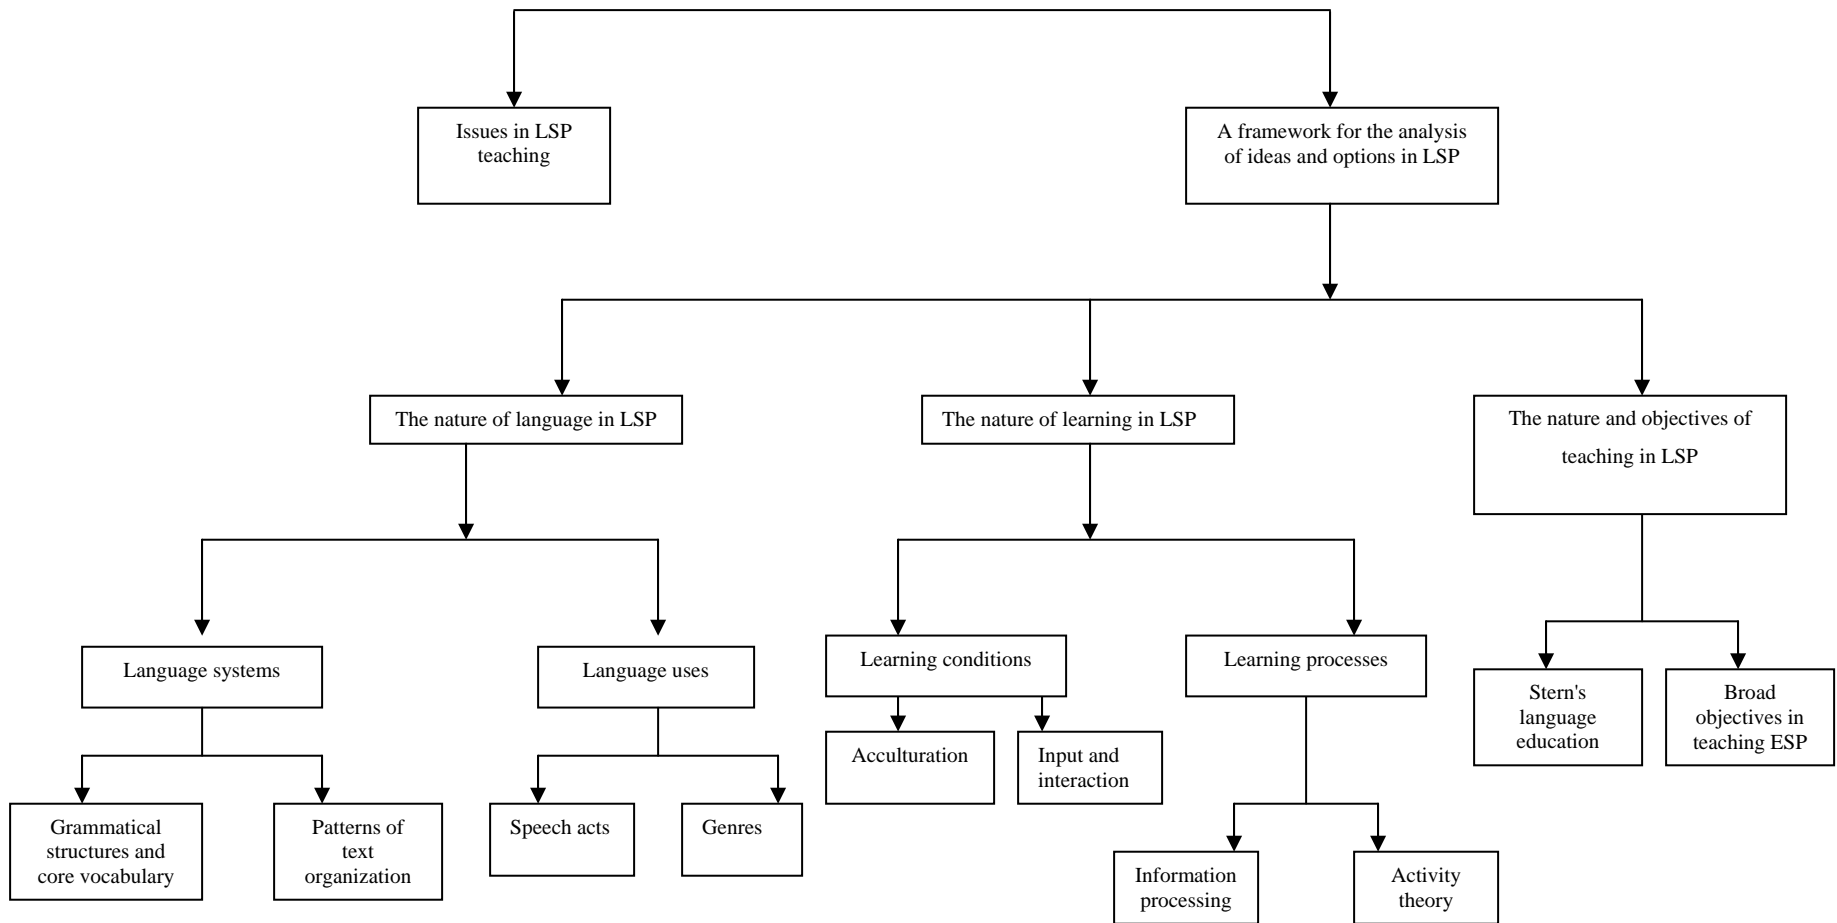 Issues in LSP
teaching
A framework for the analysis
of ideas and options in LSP
The nature of language in LSP
The nature of learning in LSP
The nature and objectives of
teaching in LSP
Language systems
Language uses
Learning conditions
Learning processes
Stern's
language
education
Broad
objectives in
teaching ESP
Acculturation
Input and
interaction
Grammatical
structures and
core vocabulary
Patterns of
text
organization
Speech acts
Genres
Information
processing
Activity
theory